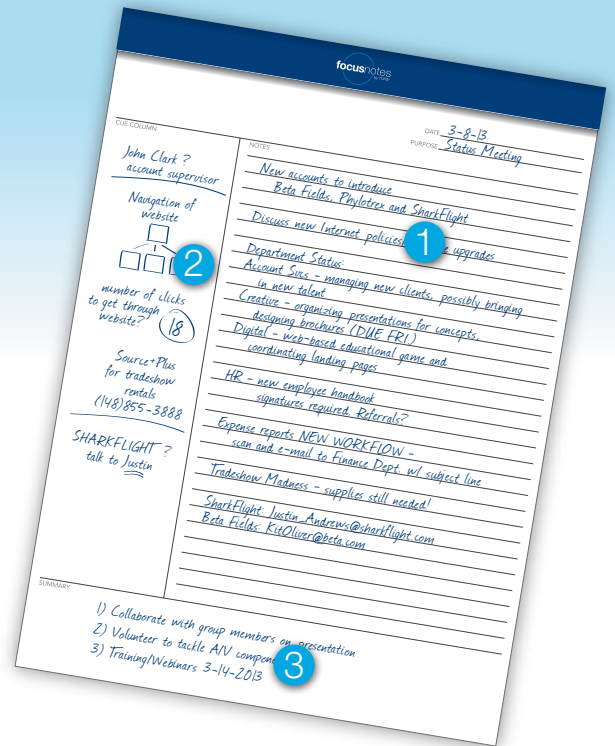 focusnotes
by TOPS
DATE 3-8-13
PURPOSE Status Meeting
CUE COLUMN
John Clark ?
account supervisor
Navigation of
website
2
number of clicks
to get through
website? 18
Source+Plus
for tradeshow
rentals
(148)855-3888
SHARKFLIGHT ?
talk to Justin
NOTES
New accounts to introduce
Beta Fields, Phylotrex and SharkFlight
Discuss new Internet policies upgrades
1
Department Status:
Account Svcs - managing new clients, possibly bringing
in new talent
Creative - organizing presentations for concepts,
designing brochures (DUE FRI.)
Digital - web-based educational game and
coordinating landing pages
HR - new employee handbook
signatures required. Referrals?
Expense reports NEW WORKFLOW -
scan and e-mail to Finance Dept. w/ subject line
Tradeshow Madness - supplies still needed!
SharkFlight: Justin_Andrews@sharkflight.com
Beta Fields: KitOliver@beta.com
SUMMARY
1) Collaborate with group members on presentation
2) Volunteer to tackle A/V
3) Training/Webinars 3-14-2013
3